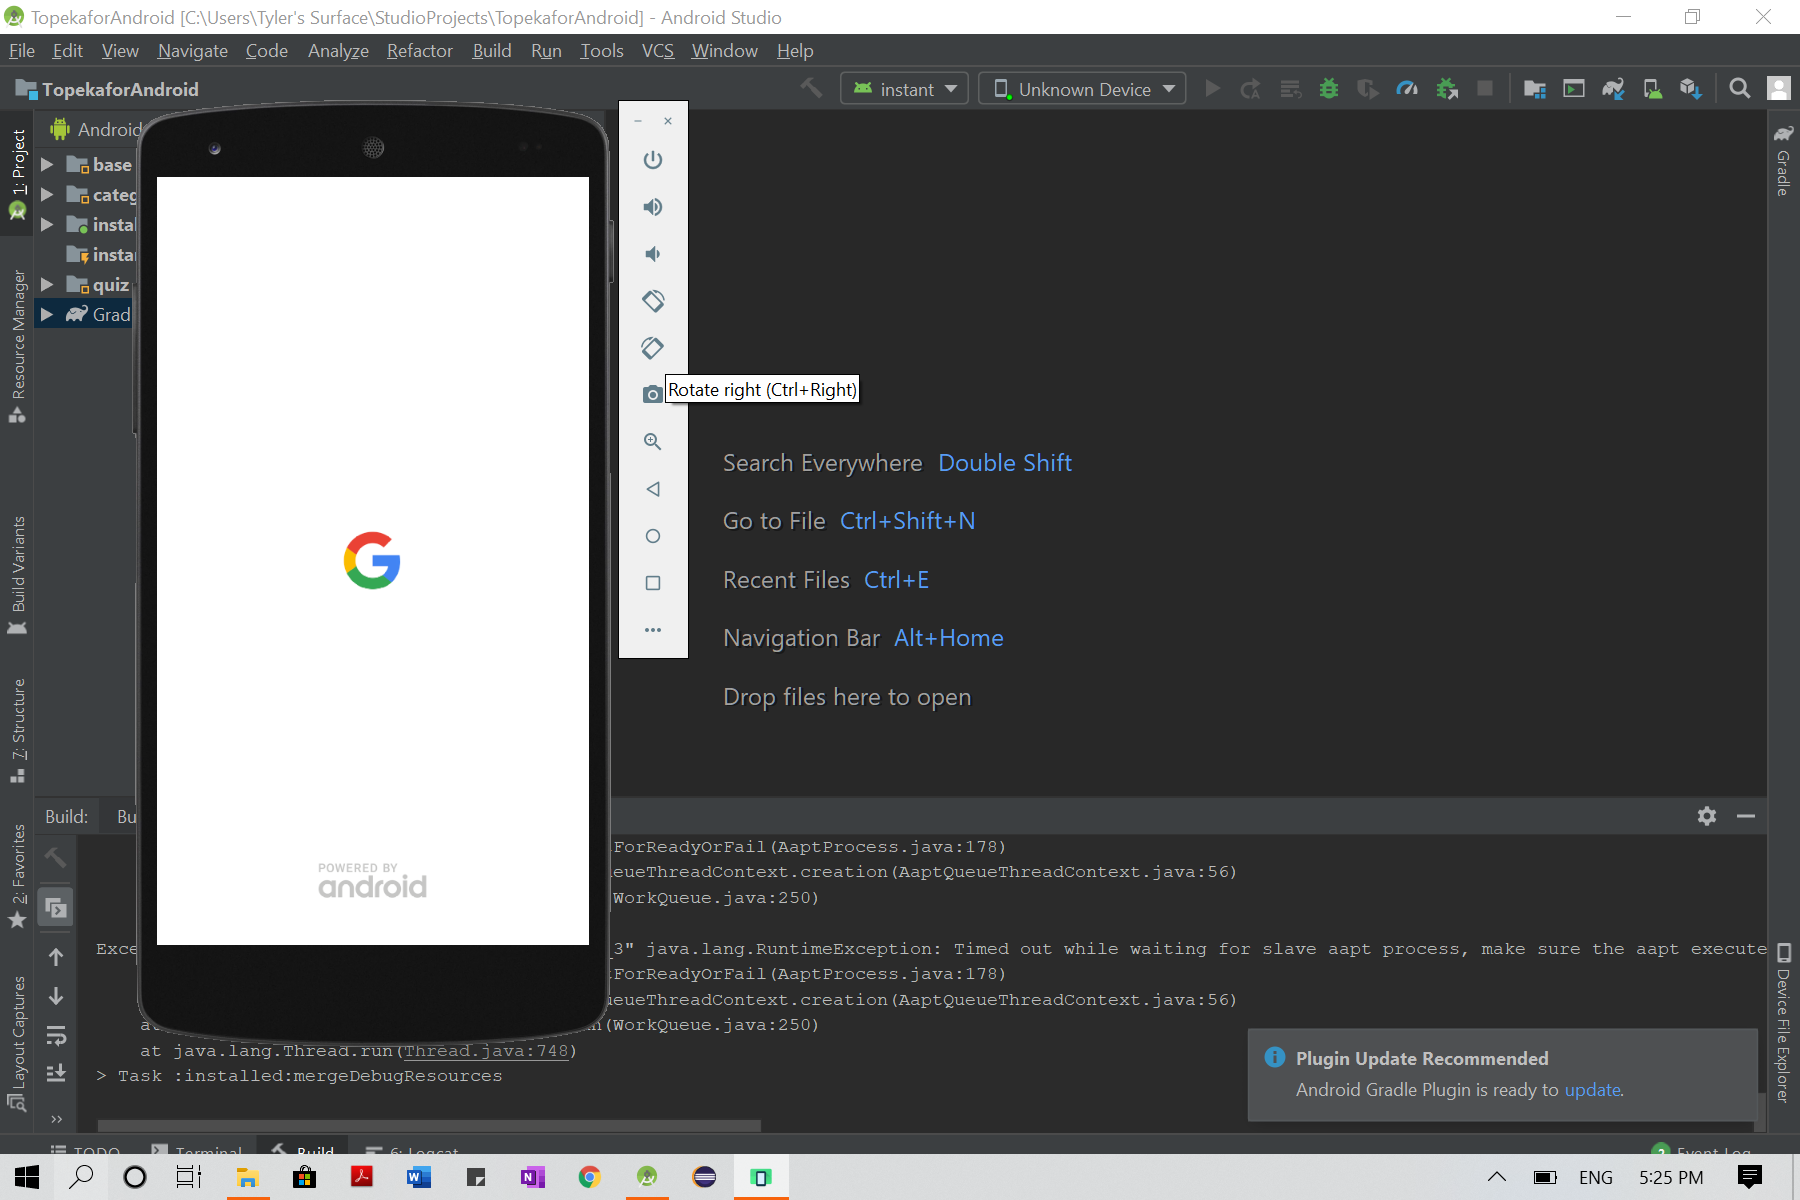 TopekaforAndroid [C:\Users\Tyler's Surface\StudioProjects\TopekaforAndroid] - Android Studio
File Edit View Navigate Code Analyze Refactor Build Run Tools VCS Window Help
TopekaforAndroid
instant
Unknown Device
1: Project
Resource Manager
Build Variants
7: Structure
2: Favorites
Layout Captures
Android
base
categ
instal
insta
quiz
Grad
POWERED BY
android
Rotate right (Ctrl+Right)
Search Everywhere Double Shift
Go to File Ctrl+Shift+N
Recent Files Ctrl+E
Navigation Bar Alt+Home
Drop files here to open
Gradle
Device File Explorer
Build:
Bu
ForReadyOrFail(AaptProcess.java:178)
eueThreadContext.creation(AaptQueueThreadContext.java:56)
(WorkQueue.java:250)
Exce _3" java.lang.RuntimeException: Timed out while waiting for slave aapt process, make sure the aapt execute
ForReadyOrFail(AaptProcess.java:178)
eueThreadContext.creation(AaptQueueThreadContext.java:56)
at n(WorkQueue.java:250)
at java.lang.Thread.run(Thread.java:748)
> Task :installed:mergeDebugResources
Plugin Update Recommended
Android Gradle Plugin is ready to update.
TODO
Terminal
Build
6: Logcat
2 Event Log
ENG
5:25 PM